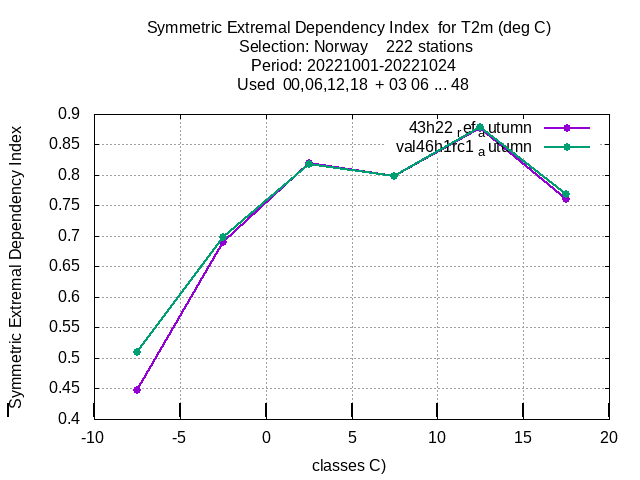 Symmetric Extremal Dependency Index for T2m (deg C)
Selection: Norway 222 stations
Period: 20221001-20221024
Used 00,06,12,18 + 03 06 ... 48
43h22 ref autumn
val46h1rc1 autumn
Symmetric Extremal Dependency Index
0.9
0.85
0.8
0.75
0.7
0.65
0.6
0.55
0.5
0.45
0.4
-10 -5 0 5 10 15 20
classes C)